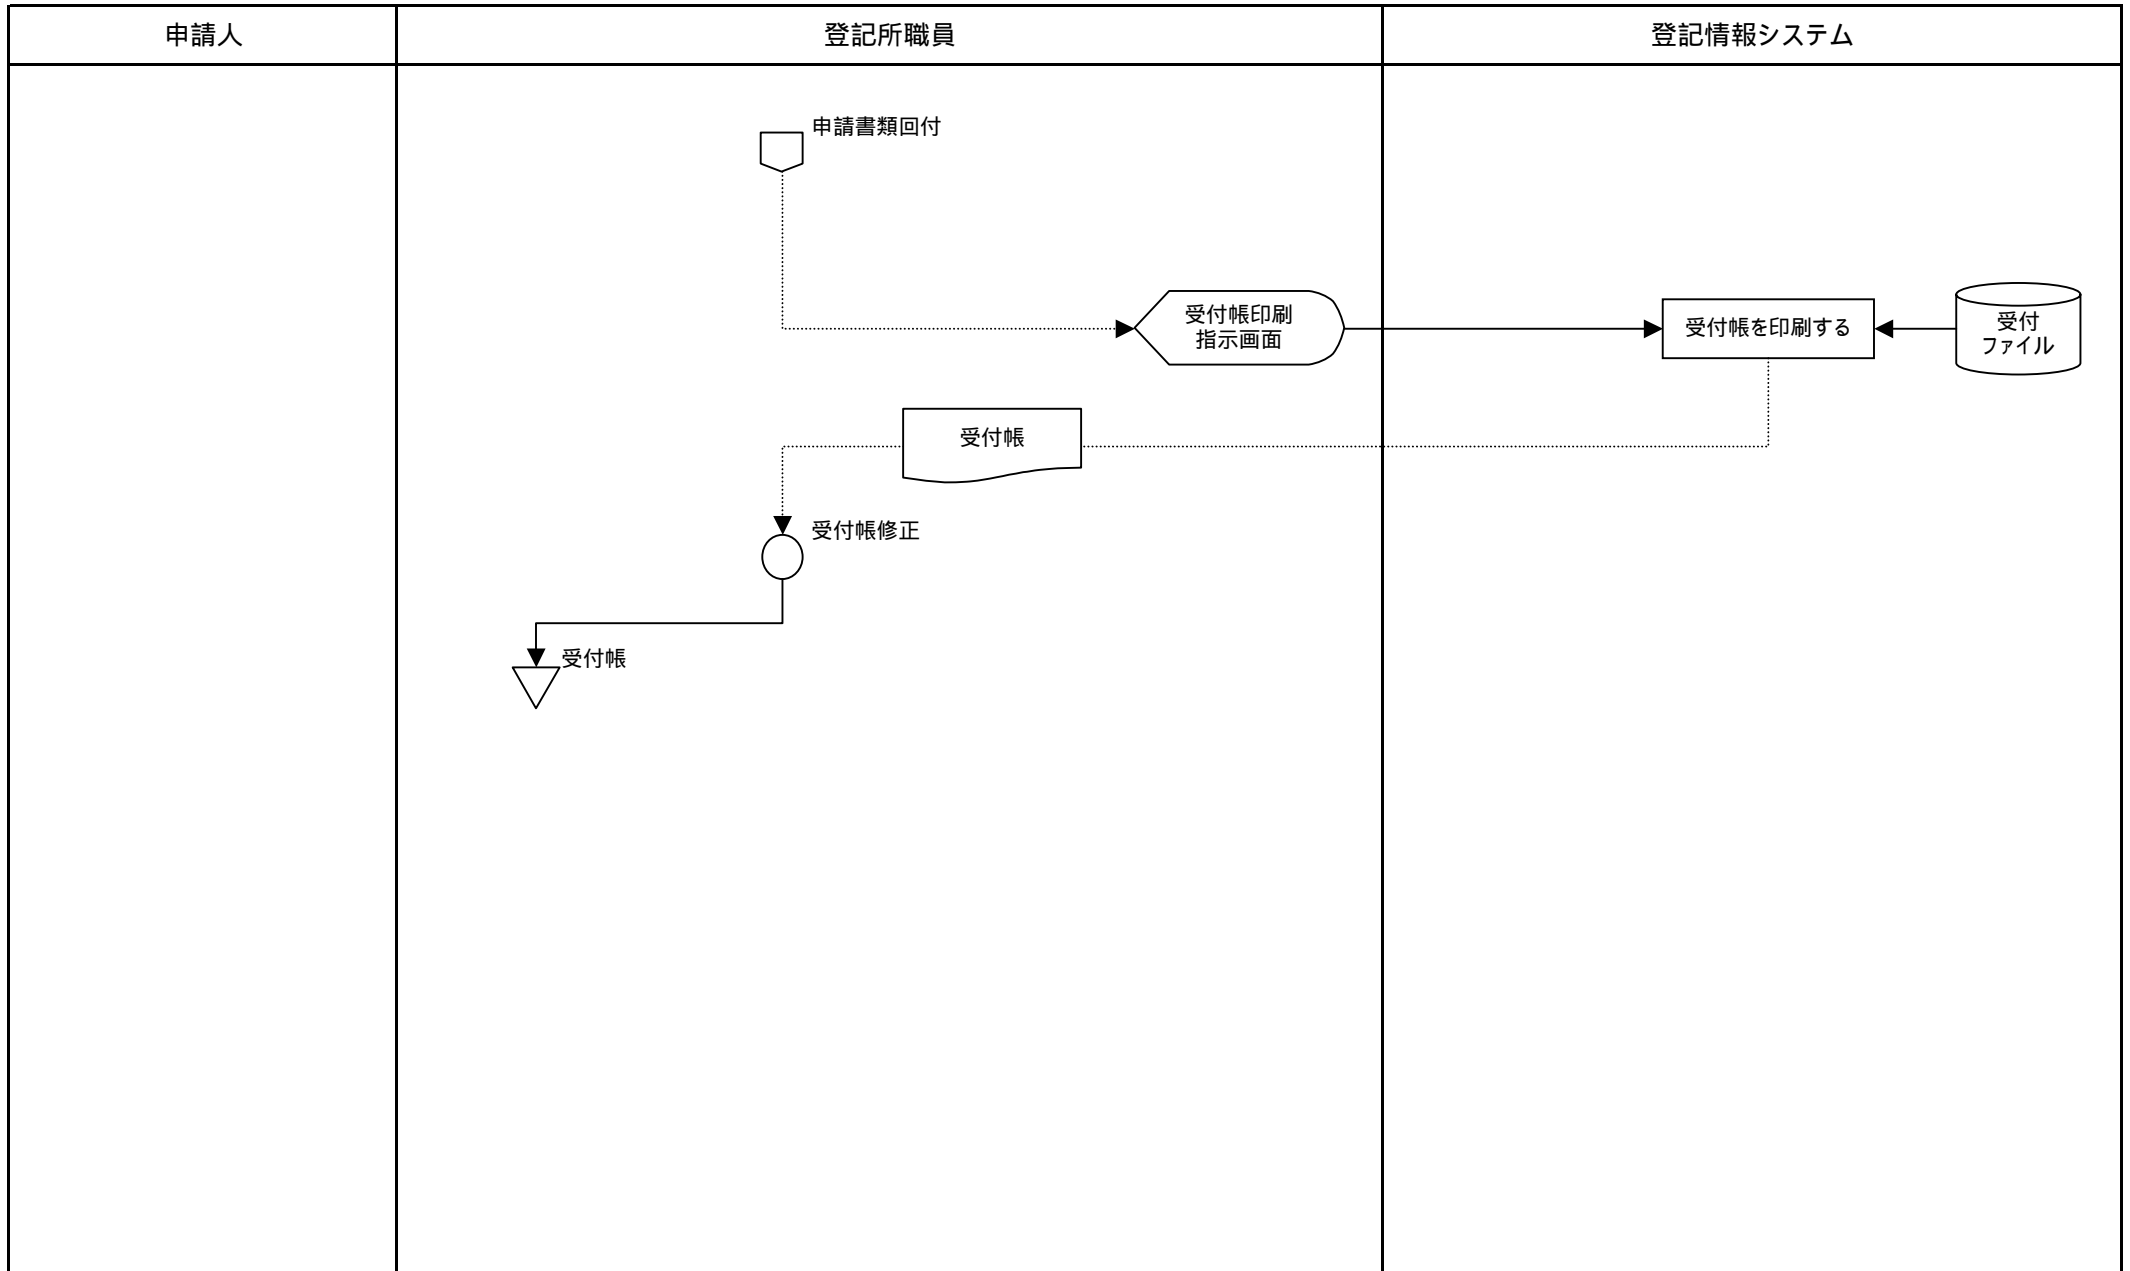 申請人
登記所職員
登記情報システム
申請書類回付
受付帳印刷
指示画面
受付帳を印刷する
受付
ファイル
受付帳
受付帳修正
受付帳